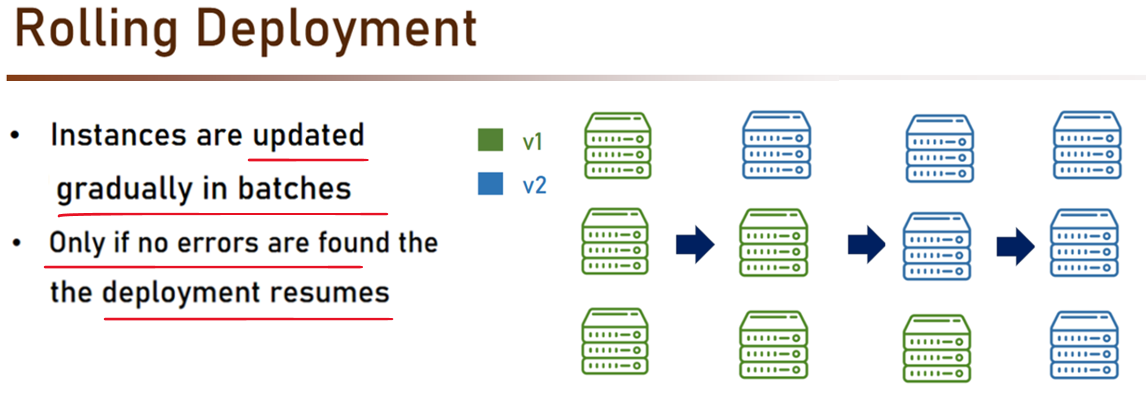 Rolling Deployment
• Instances are updated
gradually in batches
• Only if no errors are found the
the deployment resumes
v1
v2